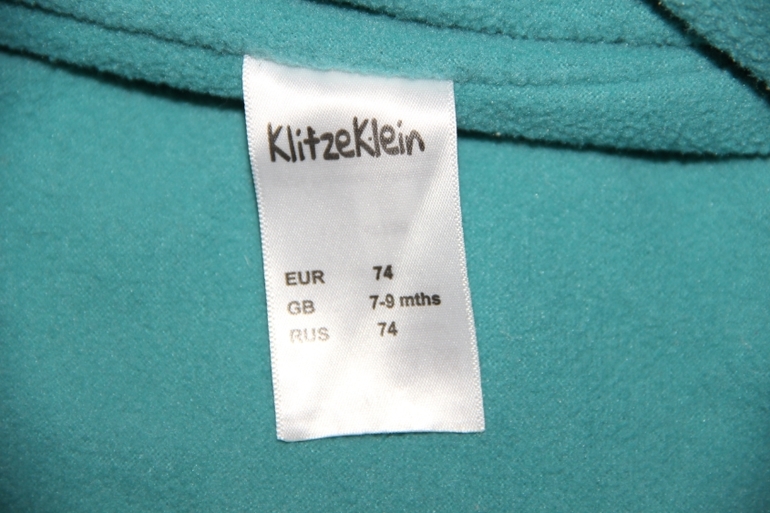 KlitzeKlein
EUR 74
GB 7-9 mths
RUS 74